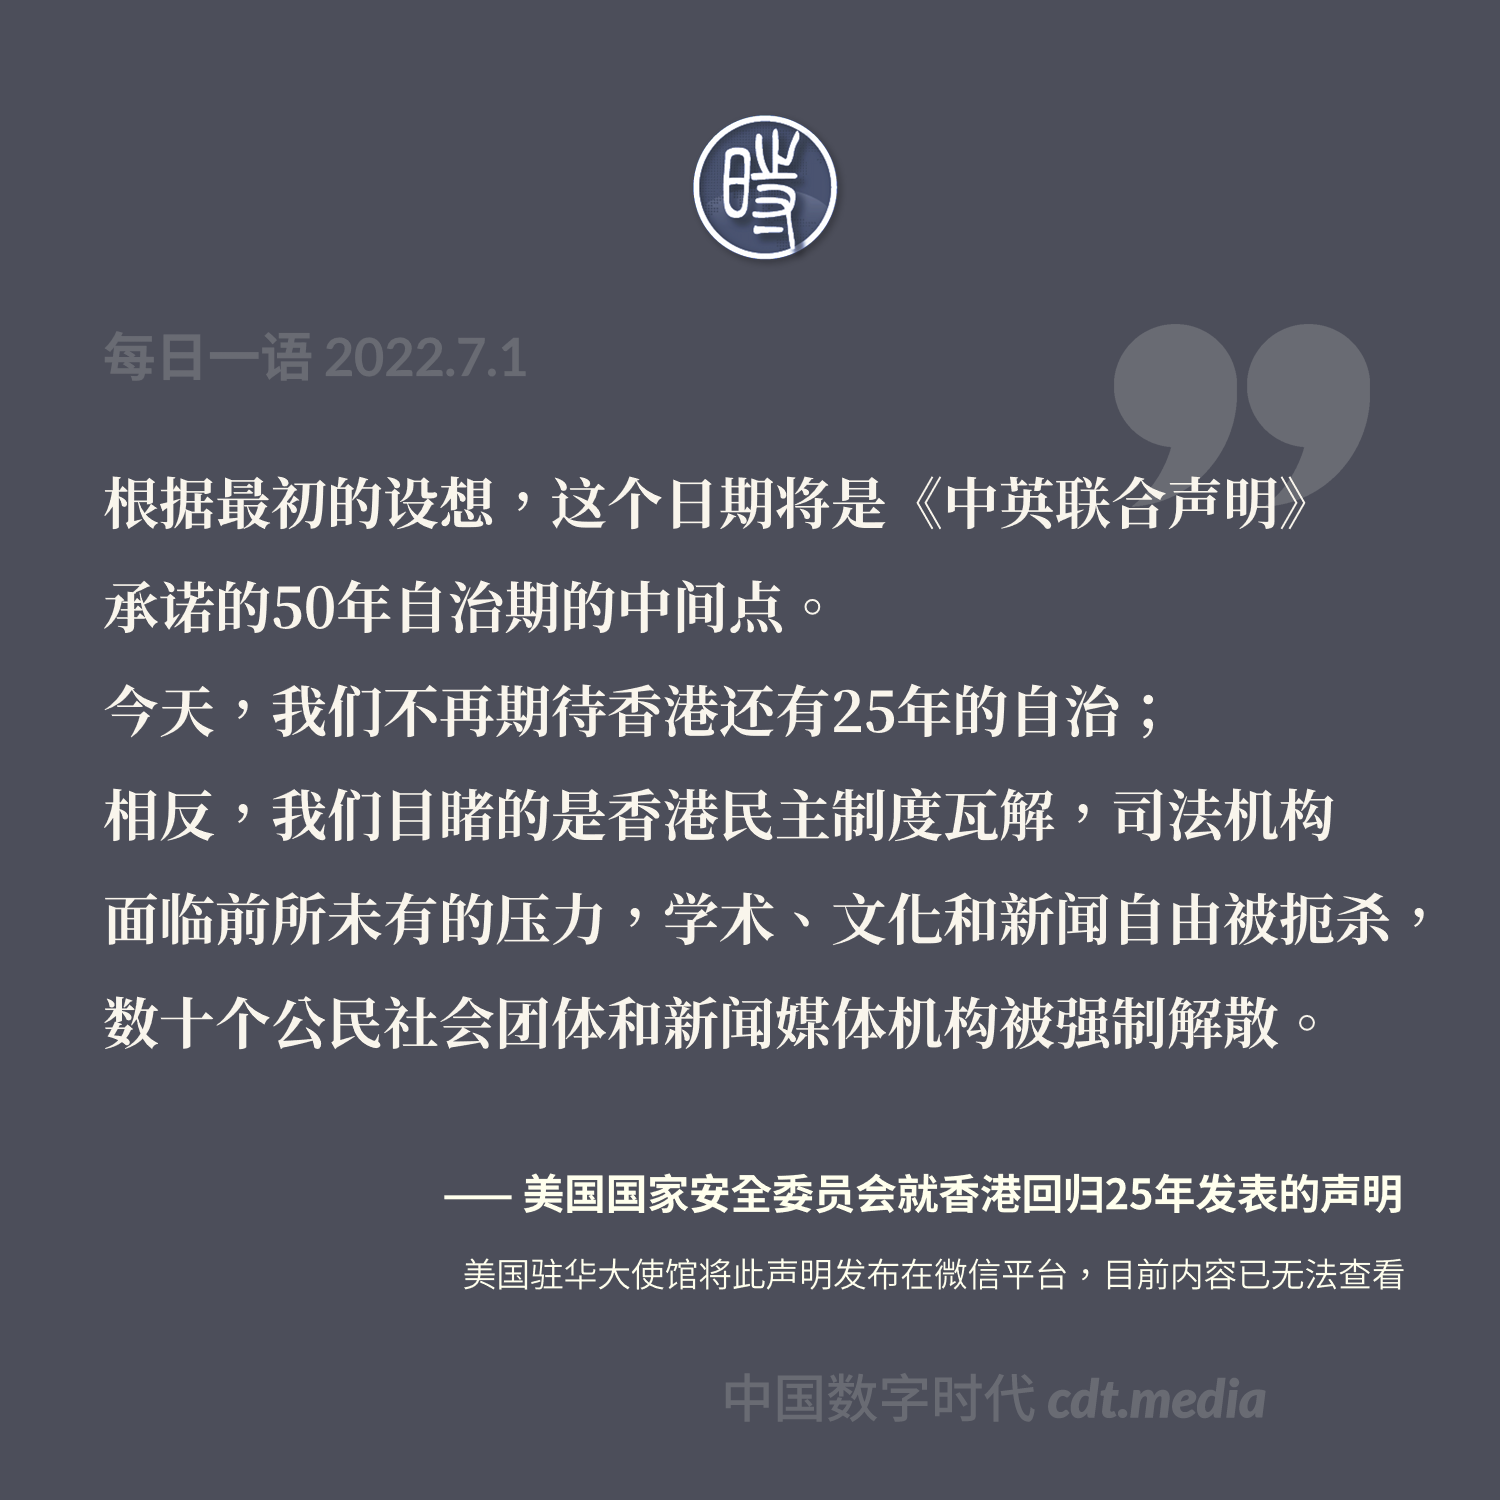 時
每日一语 2022.7.1
根据最初的设想，这个日期将是《中英联合声明》
承诺的50年自治期的中间点。
今天，我们不再期待香港还有25年的自治；
相反，我们目睹的是香港民主制度瓦解，司法机构
面临前所未有的压力，学术、文化和新闻自由被扼杀，
数十个公民社会团体和新闻媒体机构被强制解散。
—— 美国国家安全委员会就香港回归25年发表的声明
美国驻华大使馆将此声明发布在微信平台，目前内容已无法查看
中国数字时代 cdt.media